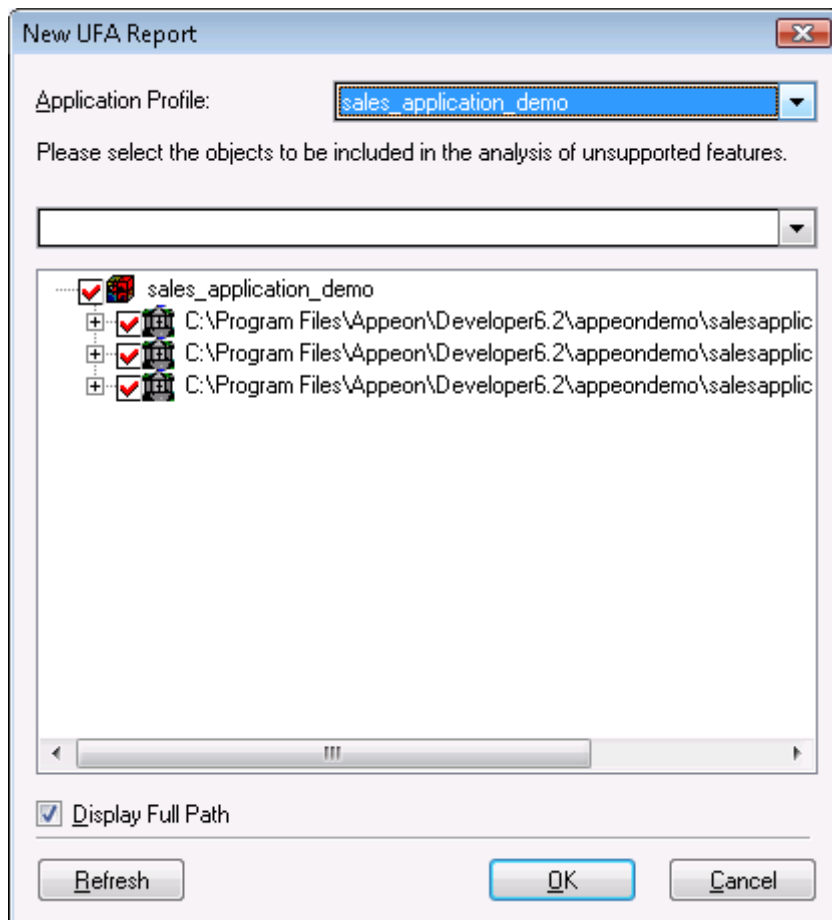 New UFA Report
Application Profile: sales_application_demo
Please select the objects to be included in the analysis of unsupported features.
sales_application_demo
C:\Program Files\Appeon\Developer6.2\appeondemo\salesapplic
C:\Program Files\Appeon\Developer6.2\appeondemo\salesapplic
C:\Program Files\Appeon\Developer6.2\appeondemo\salesapplic
Display Full Path
Refresh OK Cancel